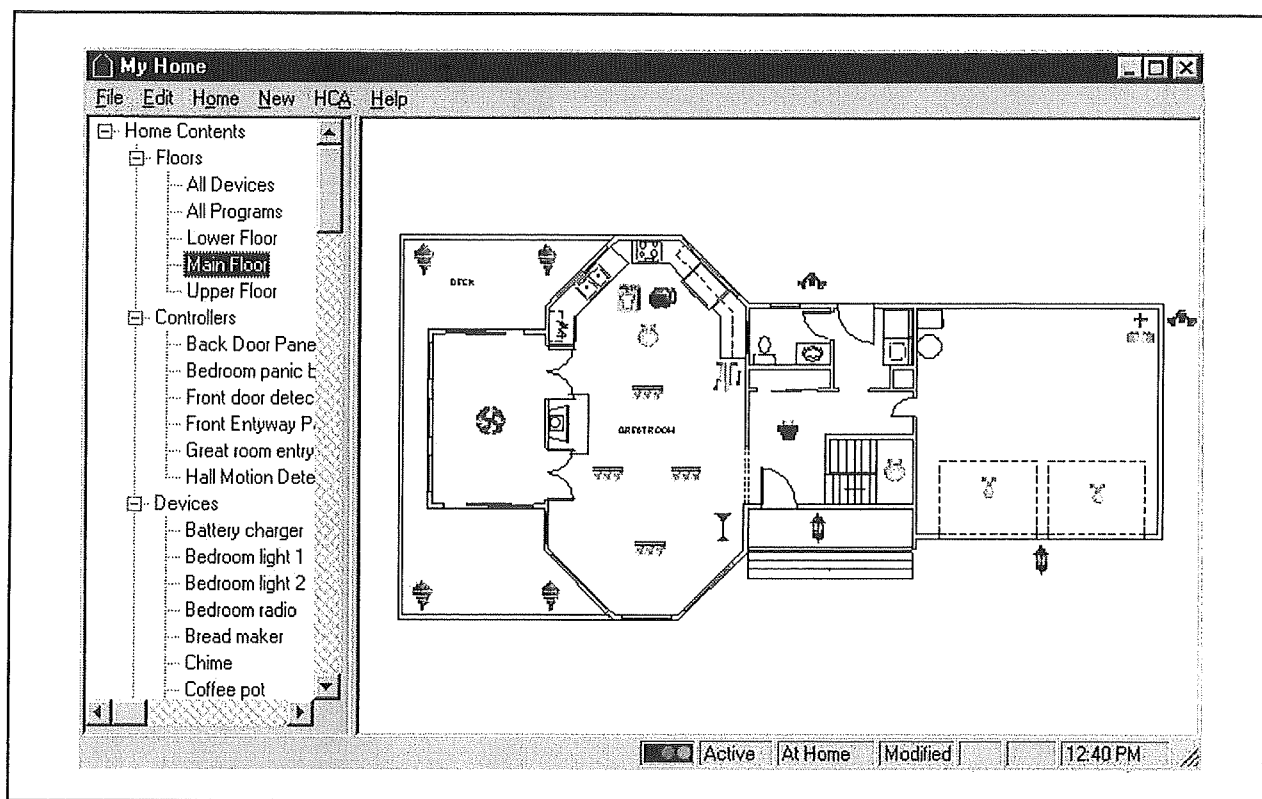 My Home
File Edit Home New HCA Help
Home Contents
Floors
All Devices
All Programs
Lower Floor
Main Floor
Upper Floor
Controllers
Back Door Pane
Bedroom panic b
Front door detec
Front Entyway P
Great room entry
Hall Motion Dete
Devices
Battery charger
Bedroom light 1
Bedroom light 2
Bedroom radio
Bread maker
Chime
Coffee pot
DECK
GREATROOM
Active At Home Modified 12:40 PM